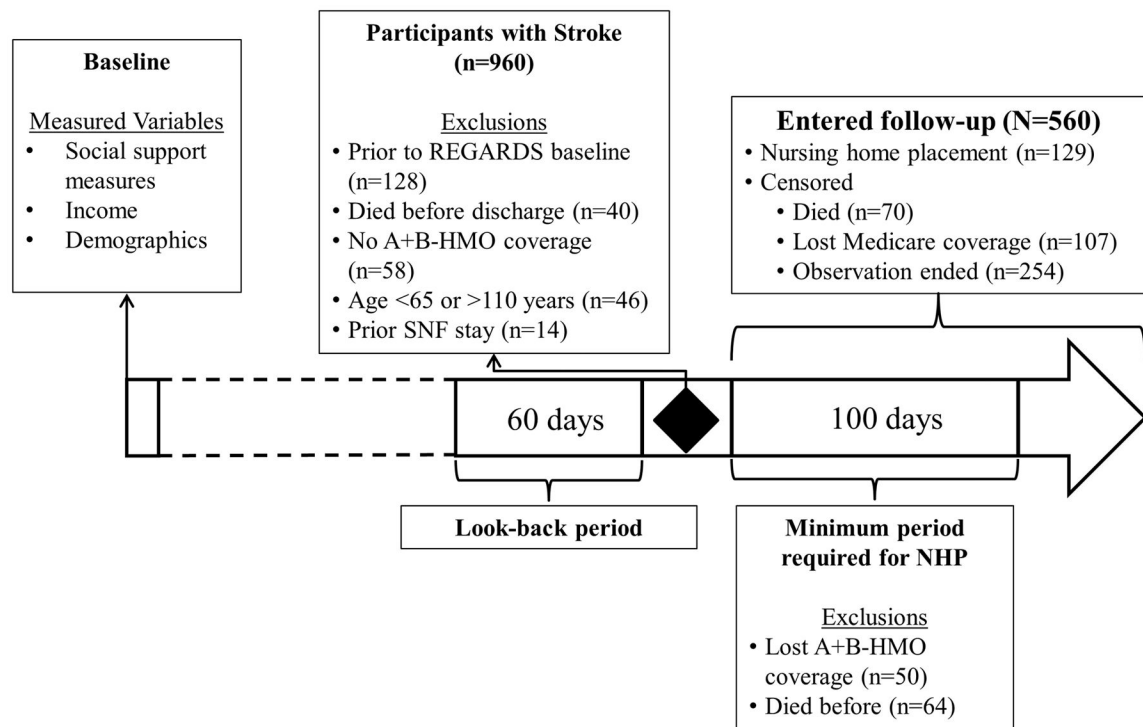 Baseline
Measured Variables
• Social support
measures
• Income
• Demographics
Participants with Stroke
(n=960)
Exclusions
• Prior to REGARDS baseline
(n=128)
• Died before discharge (n=40)
• No A+B-HMO coverage
(n=58)
• Age <65 or >110 years (n=46)
• Prior SNF stay (n=14)
Entered follow-up (N=560)
• Nursing home placement (n=129)
• Censored
• Died (n=70)
• Lost Medicare coverage (n=107)
• Observation ended (n=254)
60 days
100 days
Look-back period
Minimum period
required for NHP
Exclusions
• Lost A+B-HMO
coverage (n=50)
• Died before (n=64)